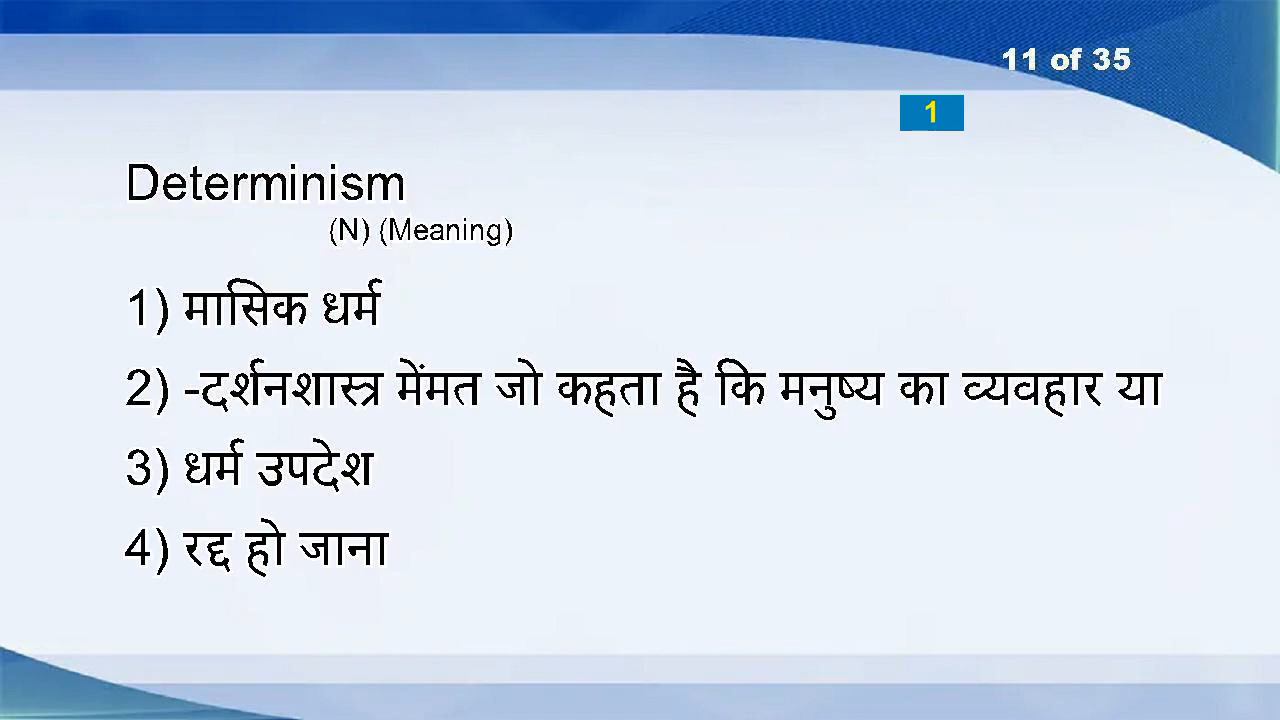 11 of 35
1
Determinism
(N) (Meaning)
1) मासिक धर्म
2) -दर्शनशास्त्र मेंमत जो कहता है कि मनुष्य का व्यवहार या
3) धर्म उपदेश
4) रद्द हो जाना